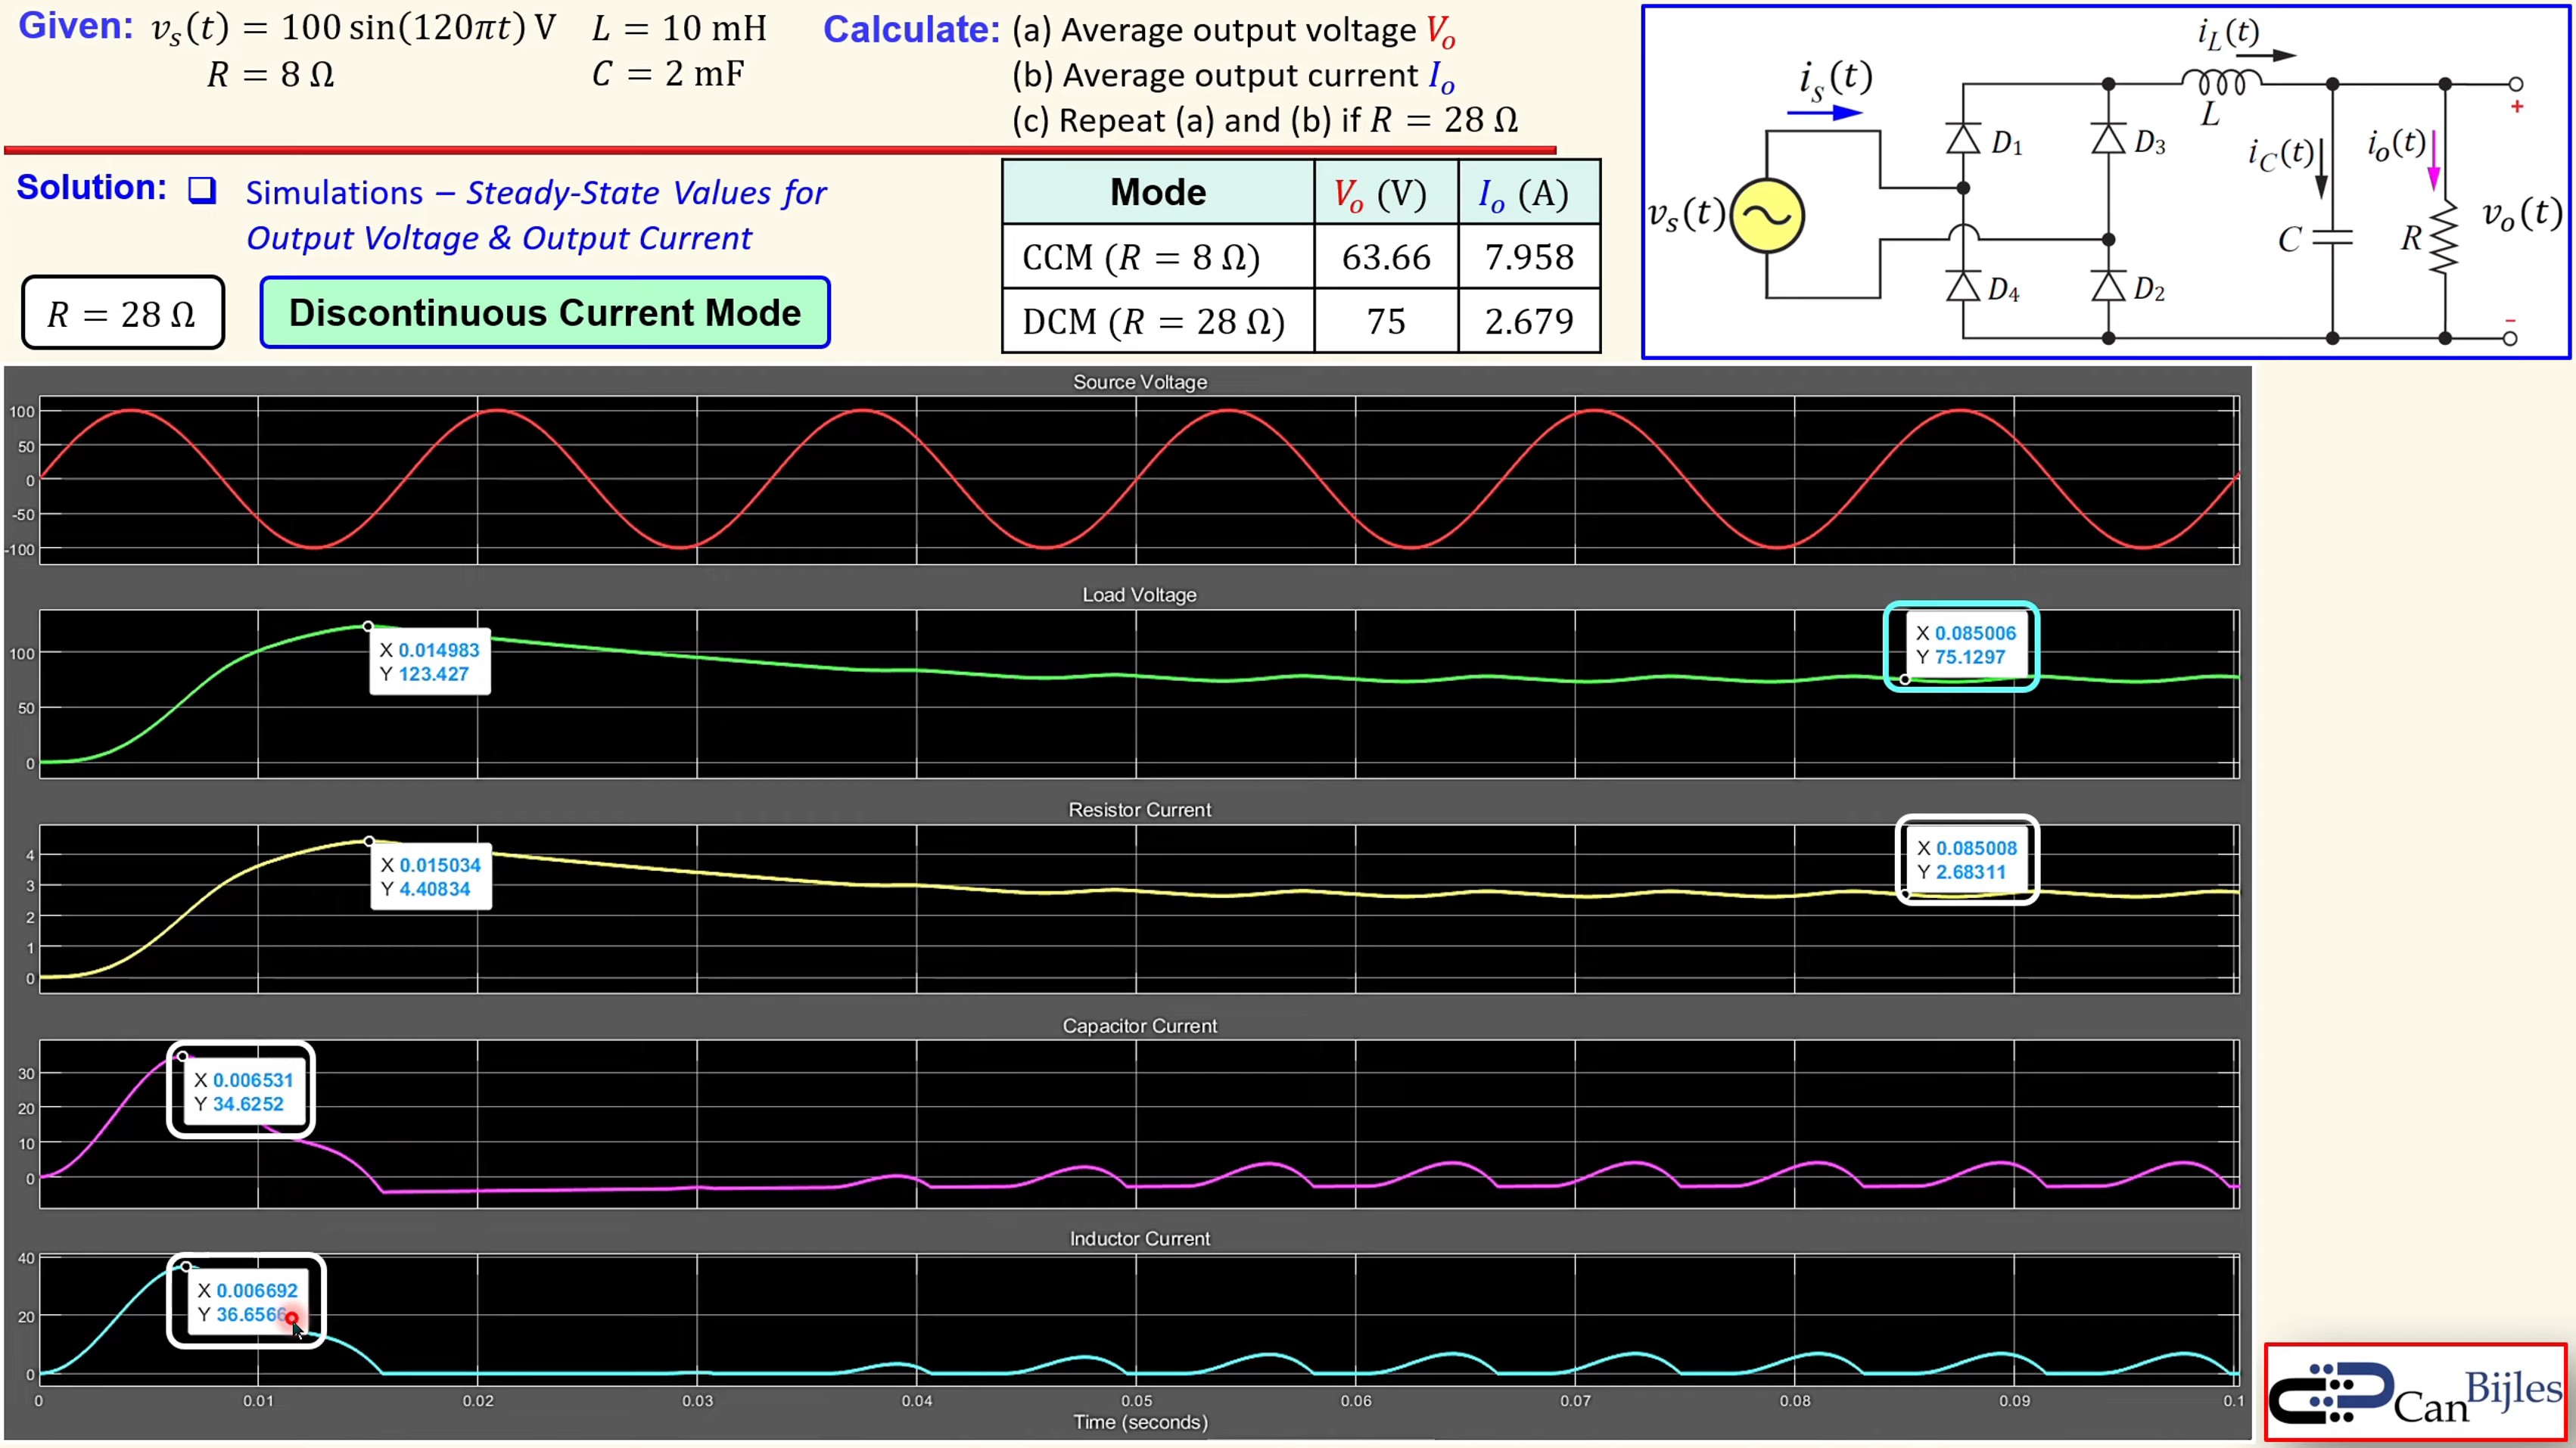 Given: vₛ(t) = 100 sin(120πt) V L = 10 mH
R = 8 Ω C = 2 mF
Calculate: (a) Average output voltage Vₒ
(b) Average output current Iₒ
(c) Repeat (a) and (b) if R = 28 Ω
Solution: ❑ Simulations – Steady-State Values for
Output Voltage & Output Current
R = 28 Ω
Discontinuous Current Mode
Mode Vₒ (V) Iₒ (A)
CCM (R = 8 Ω) 63.66 7.958
DCM (R = 28 Ω) 75 2.679
iₛ(t)
vₛ(t)
D₁
D₃
D₄
D₂
i_L(t)
L
i_C(t)
C
iₒ(t)
R
+
vₒ(t)
−
Source Voltage
100
50
0
-50
-100
Load Voltage
100
50
0
X 0.014983
Y 123.427
X 0.085006
Y 75.1297
Resistor Current
4
3
2
1
0
X 0.015034
Y 4.40834
X 0.085008
Y 2.68311
Capacitor Current
30
20
10
0
X 0.006531
Y 34.6252
Inductor Current
40
20
0
X 0.006692
Y 36.6566
0 0.01 0.02 0.03 0.04 0.05 0.06 0.07 0.08 0.09 0.1
Time (seconds)
CanBijles